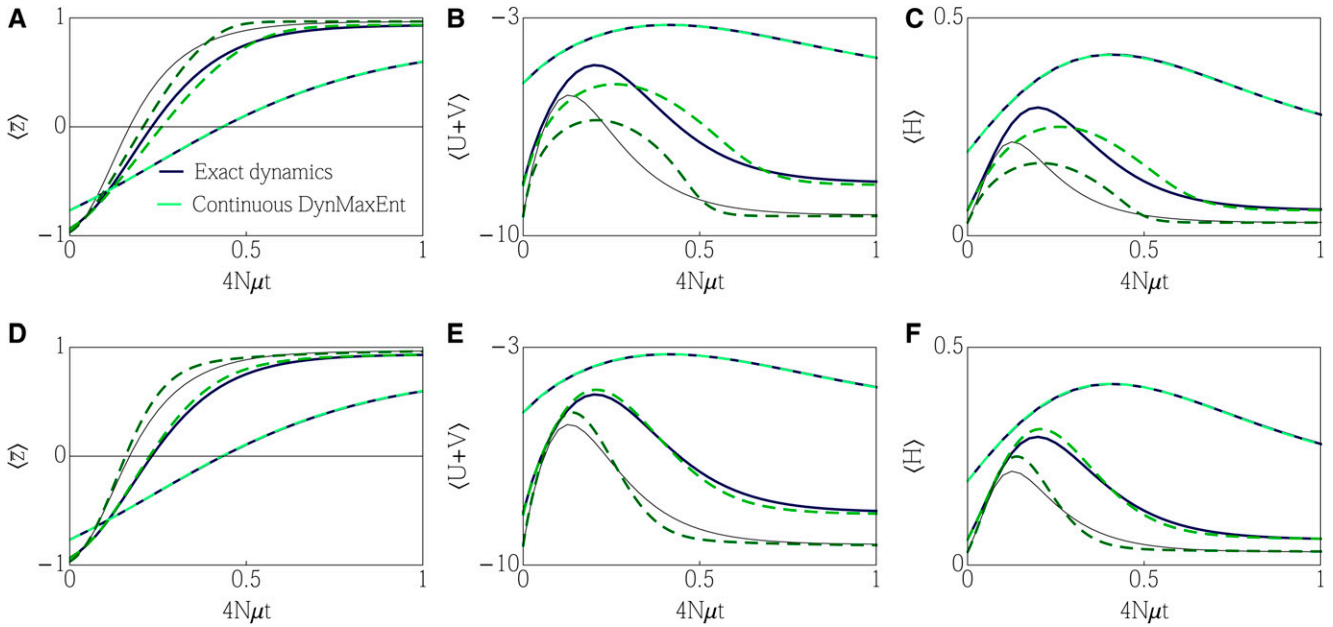 A
1
⟨z̄⟩
0
Exact dynamics
Continuous DynMaxEnt
−1
0
0.5
1
4Nμt
B
−3
⟨U+V⟩
−10
0
0.5
1
4Nμt
C
0.5
⟨H⟩
0
0
0.5
1
4Nμt
D
1
⟨z̄⟩
0
−1
0
0.5
1
4Nμt
E
−3
⟨U+V⟩
−10
0
0.5
1
4Nμt
F
0.5
⟨H⟩
0
0
0.5
1
4Nμt